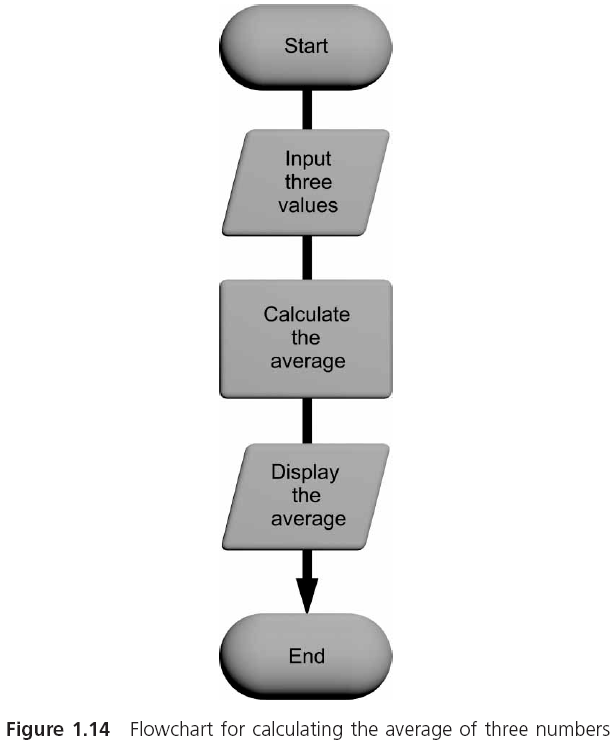 Start
Input
three
values
Calculate
the
average
Display
the
average
End
Figure 1.14 Flowchart for calculating the average of three numbers